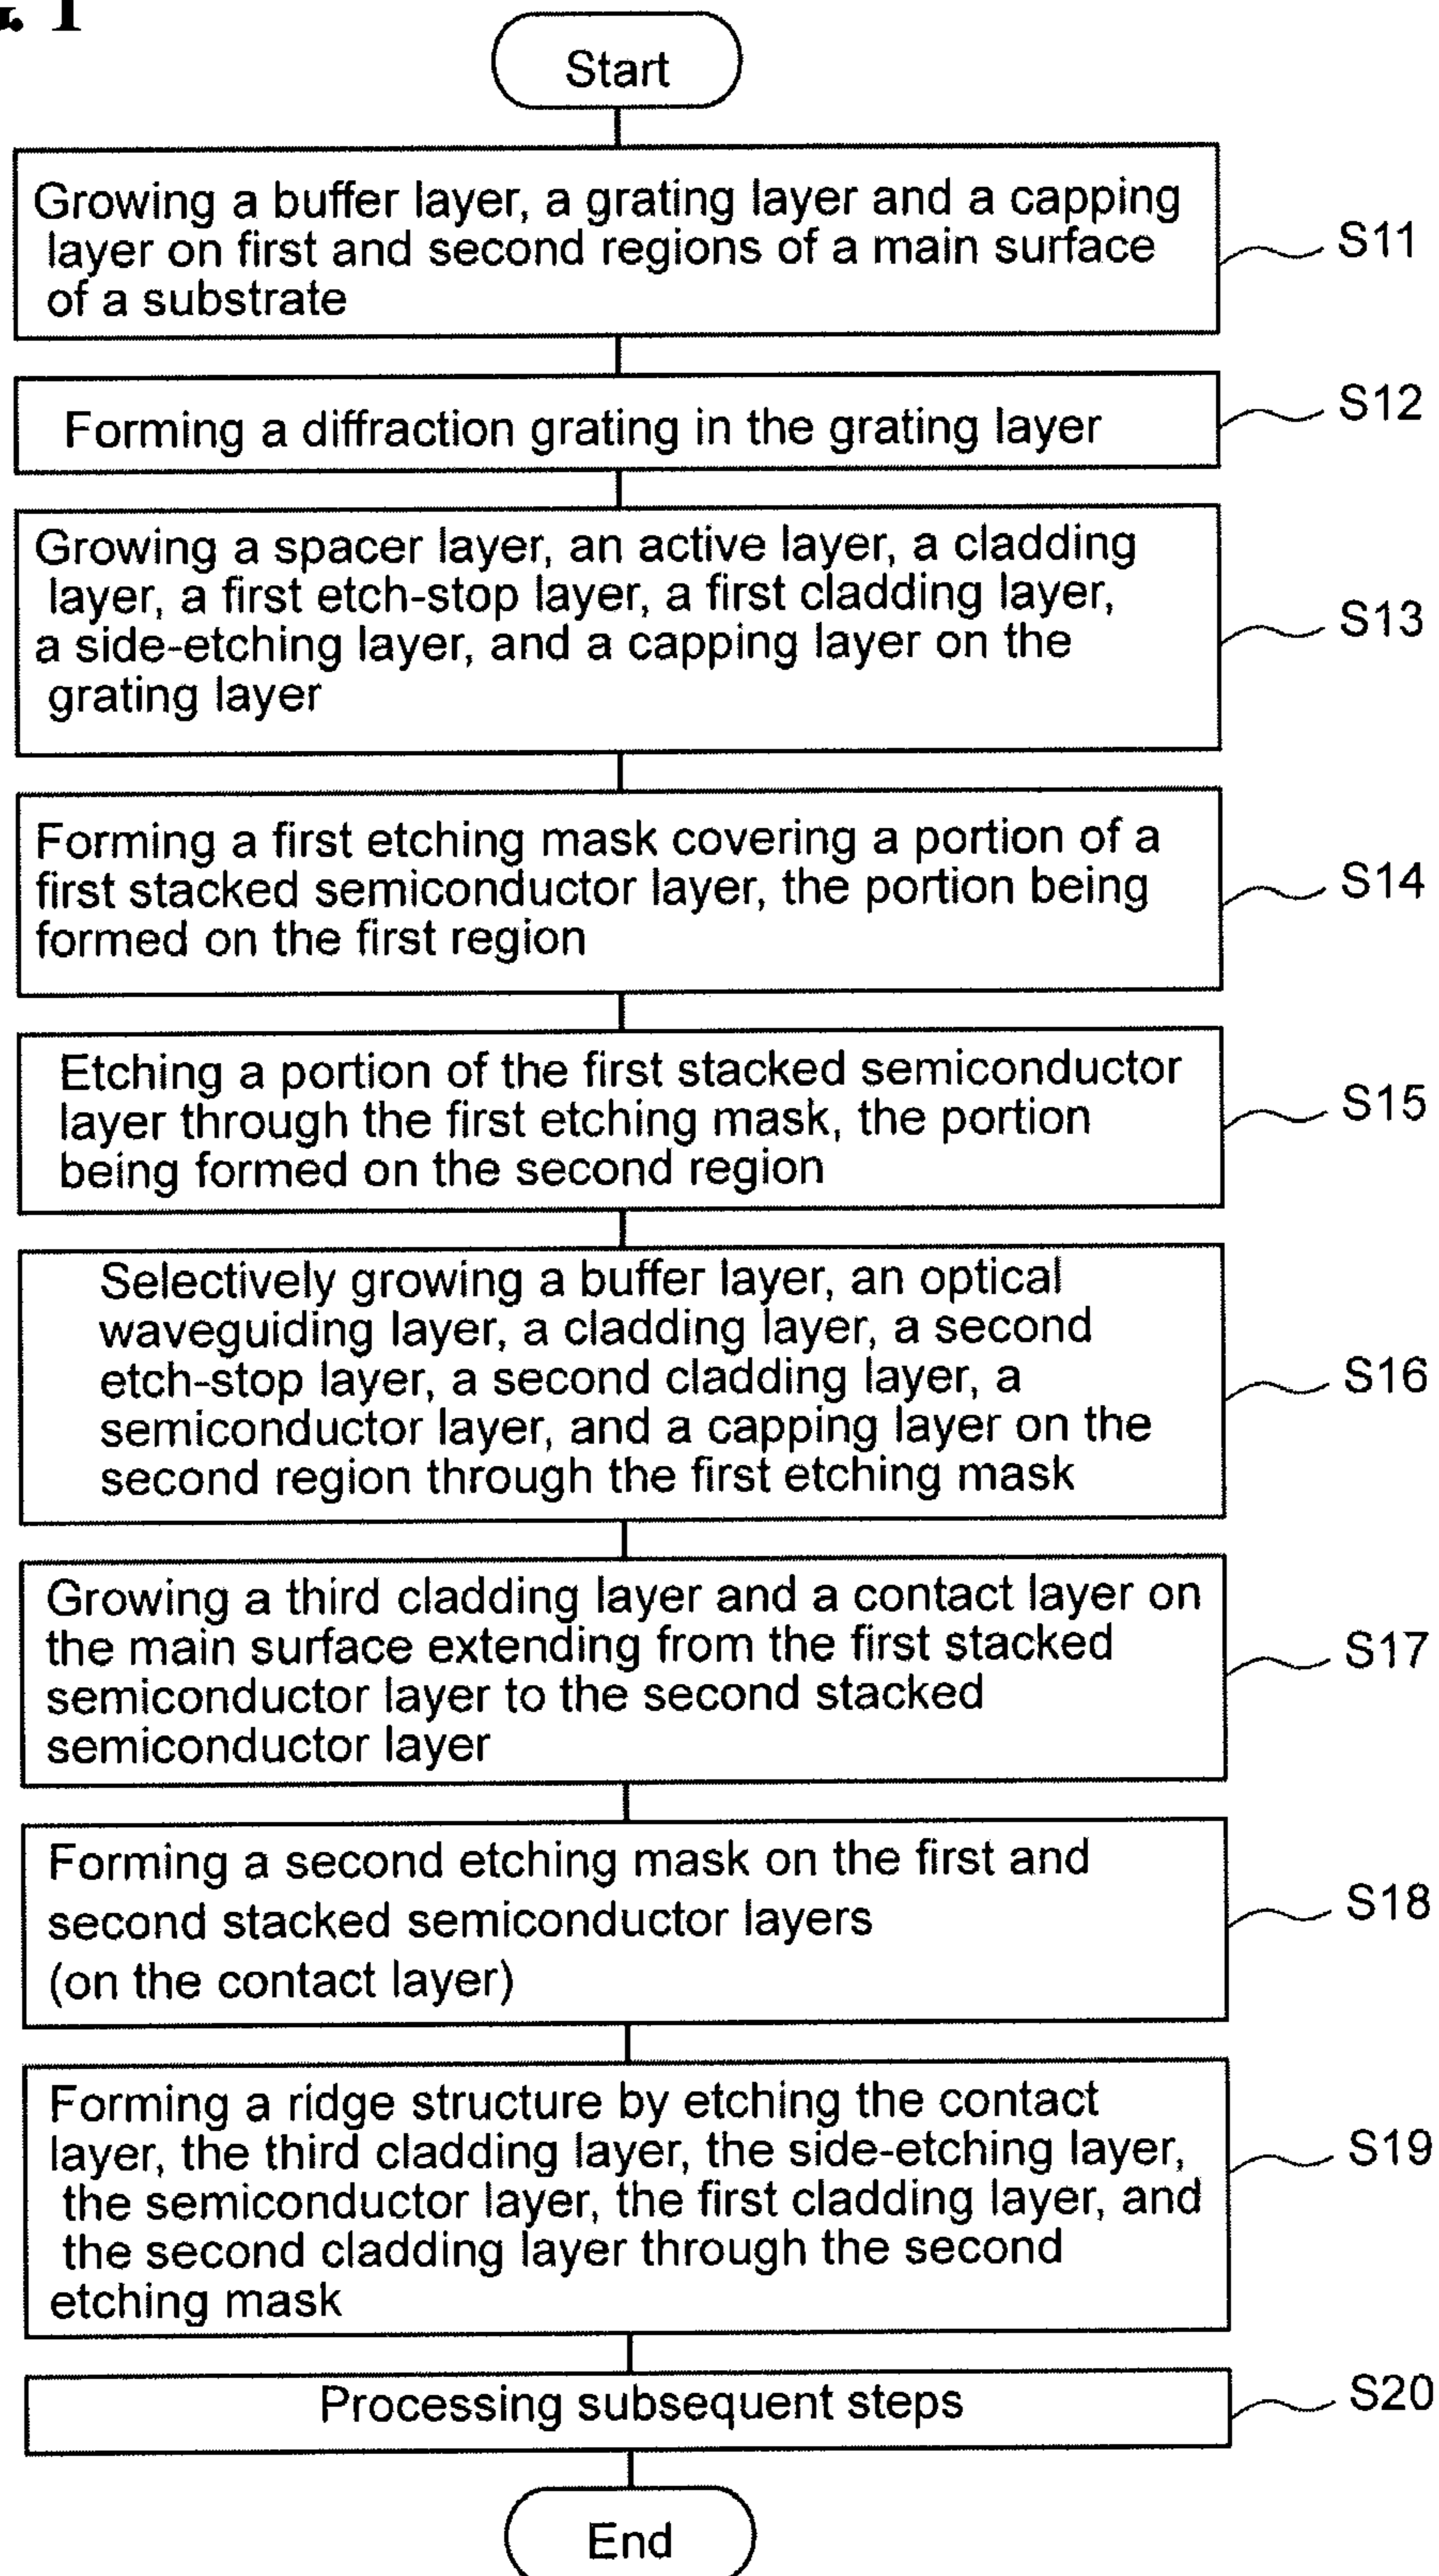 1
Start
Growing a buffer layer, a grating layer and a capping
layer on first and second regions of a main surface
of a substrate
S11
Forming a diffraction grating in the grating layer
S12
Growing a spacer layer, an active layer, a cladding
layer, a first etch-stop layer, a first cladding layer,
a side-etching layer, and a capping layer on the
grating layer
S13
Forming a first etching mask covering a portion of a
first stacked semiconductor layer, the portion being
formed on the first region
S14
Etching a portion of the first stacked semiconductor
layer through the first etching mask, the portion
being formed on the second region
S15
Selectively growing a buffer layer, an optical
waveguiding layer, a cladding layer, a second
etch-stop layer, a second cladding layer, a
semiconductor layer, and a capping layer on the
second region through the first etching mask
S16
Growing a third cladding layer and a contact layer on
the main surface extending from the first stacked
semiconductor layer to the second stacked
semiconductor layer
S17
Forming a second etching mask on the first and
second stacked semiconductor layers
(on the contact layer)
S18
Forming a ridge structure by etching the contact
layer, the third cladding layer, the side-etching layer,
the semiconductor layer, the first cladding layer, and
the second cladding layer through the second
etching mask
S19
Processing subsequent steps
S20
End